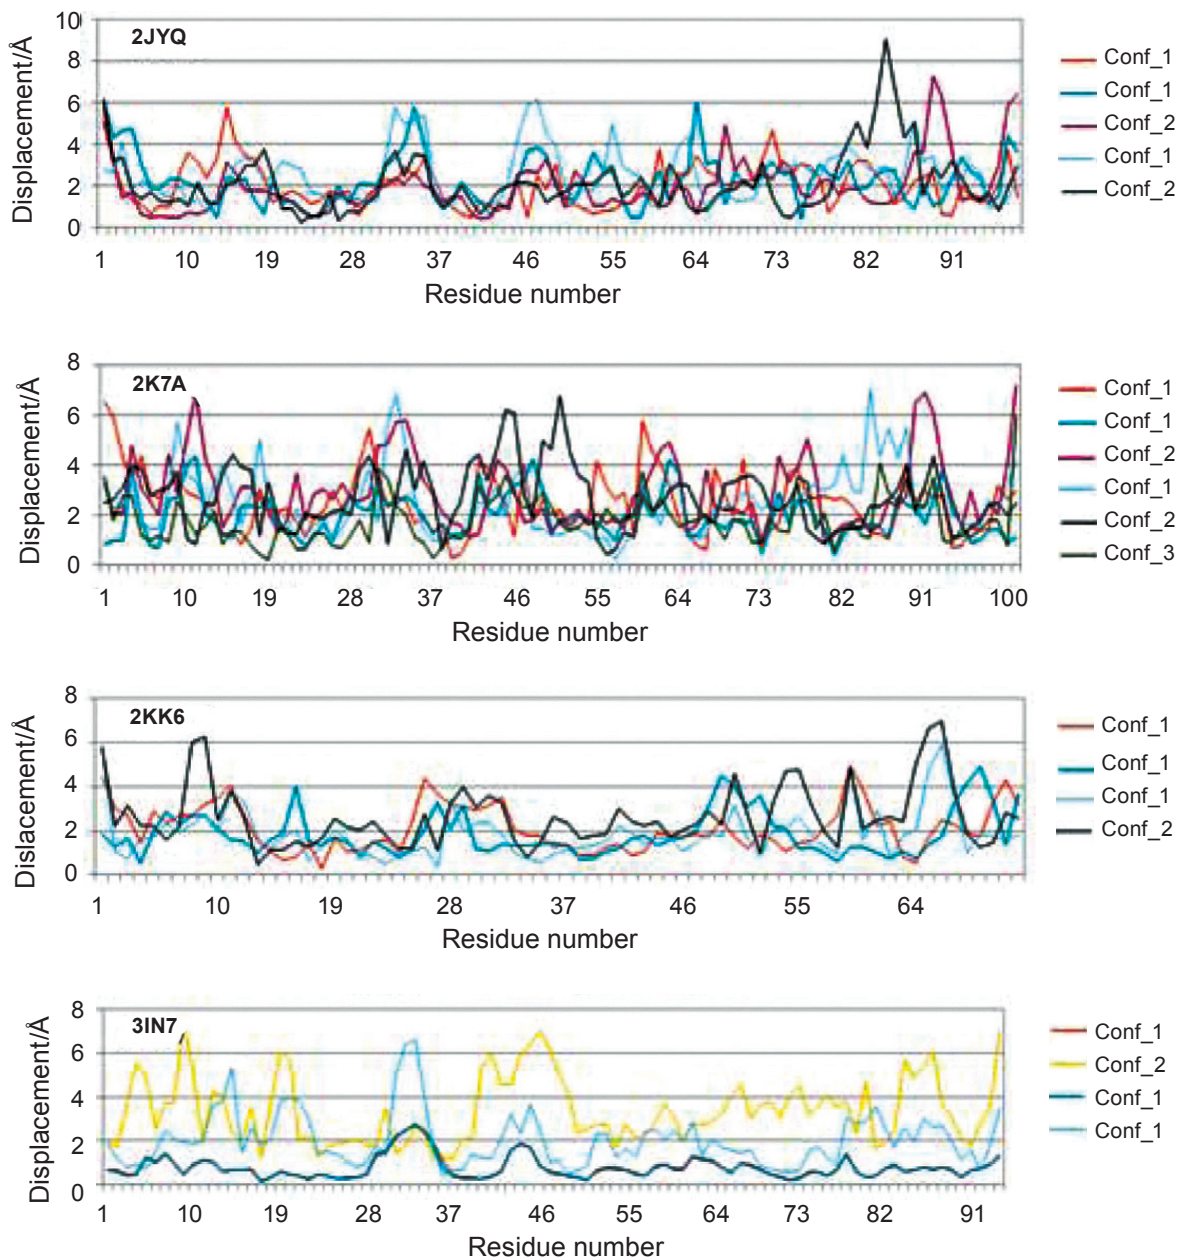 2JYQ
Displacement/Å
10
8
6
4
2
0
1 10 19 28 37 46 55 64 73 82 91
Residue number
Conf_1
Conf_1
Conf_2
Conf_1
Conf_2
2K7A
Displacement/Å
8
6
4
2
0
1 10 19 28 37 46 55 64 73 82 91 100
Residue number
Conf_1
Conf_1
Conf_2
Conf_1
Conf_2
Conf_3
2KK6
Dislacement/Å
8
6
4
2
0
1 10 19 28 37 46 55 64
Residue number
Conf_1
Conf_1
Conf_1
Conf_2
3IN7
Displacement/Å
8
6
4
2
0
1 10 19 28 37 46 55 64 73 82 91
Residue number
Conf_1
Conf_2
Conf_1
Conf_1